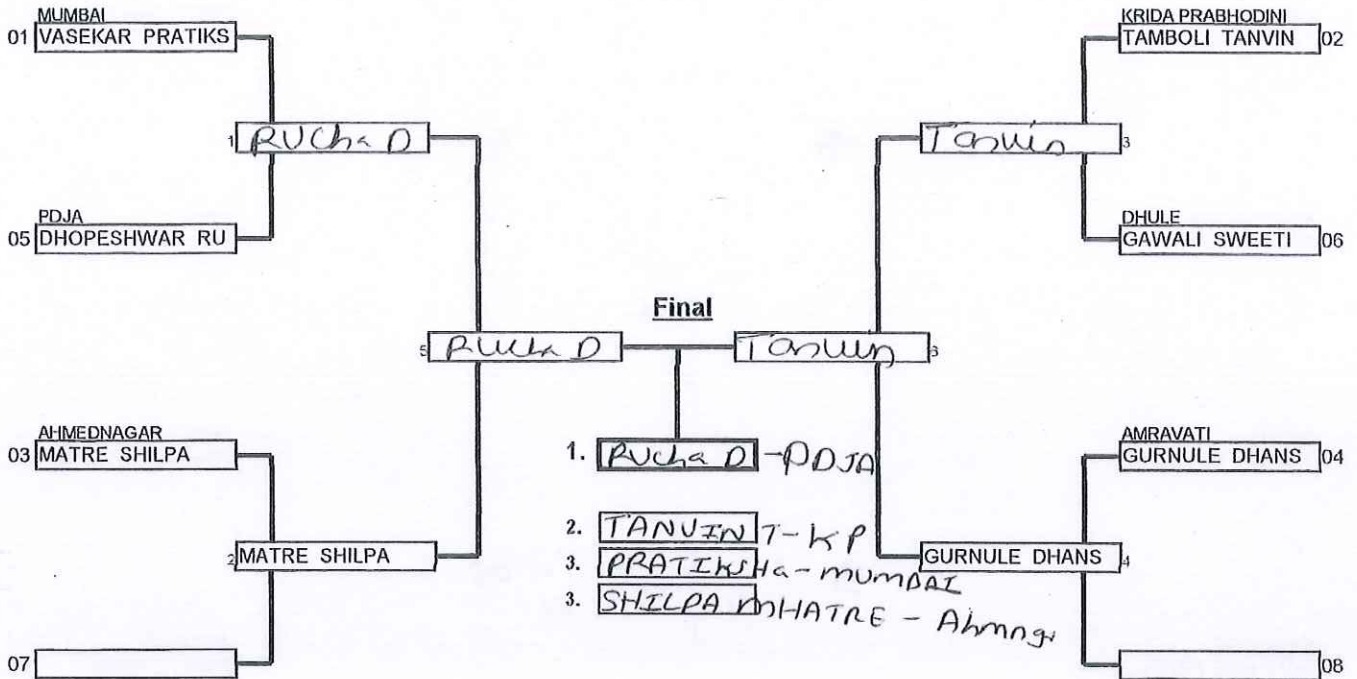 MUMBAI
01 VASEKAR PRATIKS
1 RUCha D
PDJA
05 DHOPESHWAR RU
5 RUCha D
AHMEDNAGAR
03 MATRE SHILPA
2 MATRE SHILPA
07
Final
KRIDA PRABHODINI
TAMBOLI TANVIN 02
Tanvin 3
DHULE
GAWALI SWEETI 06
Tanvin 6
AMRAVATI
GURNULE DHANS 04
GURNULE DHANS 4
08
1. RUCha D - PDJA
2. TANVIN T - KP
3. PRATIKSHa - MUMBAI
3. SHILPA MHATRE - Ahmngr